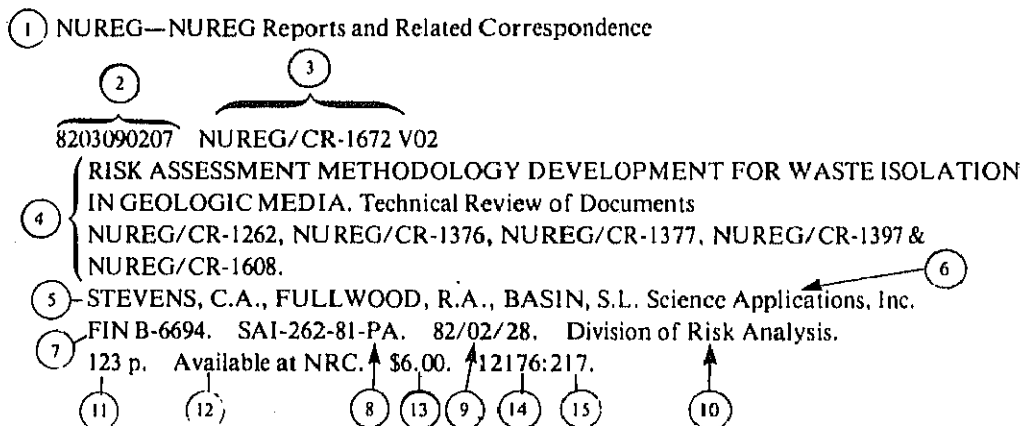 1 NUREG—NUREG Reports and Related Correspondence
2 3
8203090207 NUREG/CR-1672 V02
RISK ASSESSMENT METHODOLOGY DEVELOPMENT FOR WASTE ISOLATION
4 IN GEOLOGIC MEDIA. Technical Review of Documents
NUREG/CR-1262, NUREG/CR-1376, NUREG/CR-1377, NUREG/CR-1397 &
NUREG/CR-1608.
6
5 STEVENS, C.A., FULLWOOD, R.A., BASIN, S.L. Science Applications, Inc.
7 FIN B-6694. SAI-262-81-PA. 82/02/28. Division of Risk Analysis.
123 p. Available at NRC. $6.00. 12176:217.
11 12 8 13 9 14 15 10